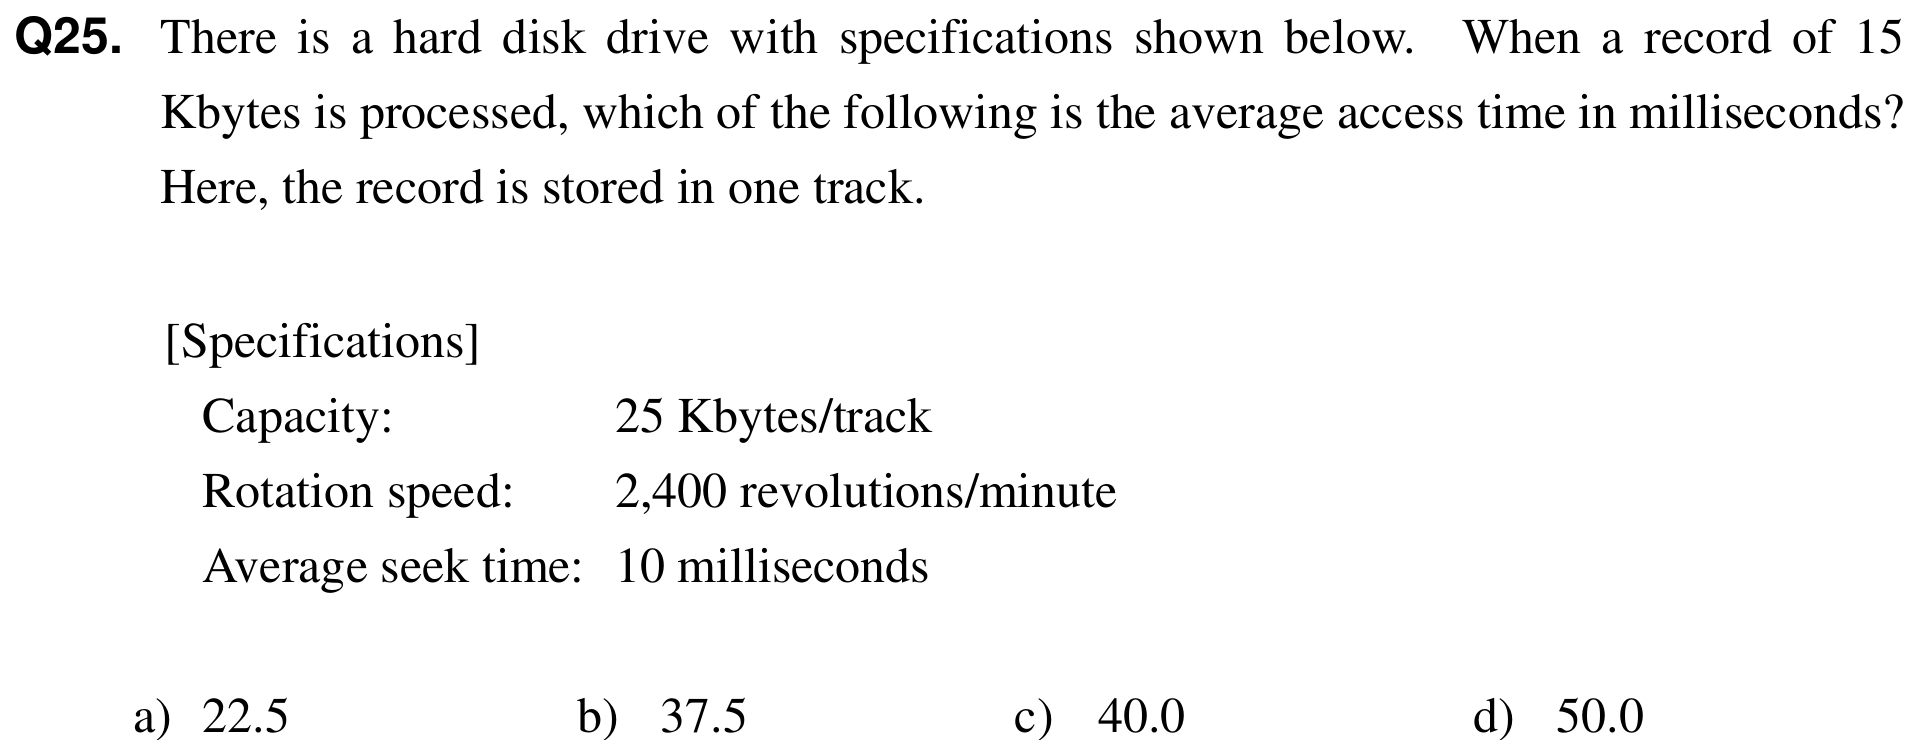 Q25. There is a hard disk drive with specifications shown below. When a record of 15
Kbytes is processed, which of the following is the average access time in milliseconds?
Here, the record is stored in one track.
[Specifications]
Capacity: 25 Kbytes/track
Rotation speed: 2,400 revolutions/minute
Average seek time: 10 milliseconds
a) 22.5 b) 37.5 c) 40.0 d) 50.0